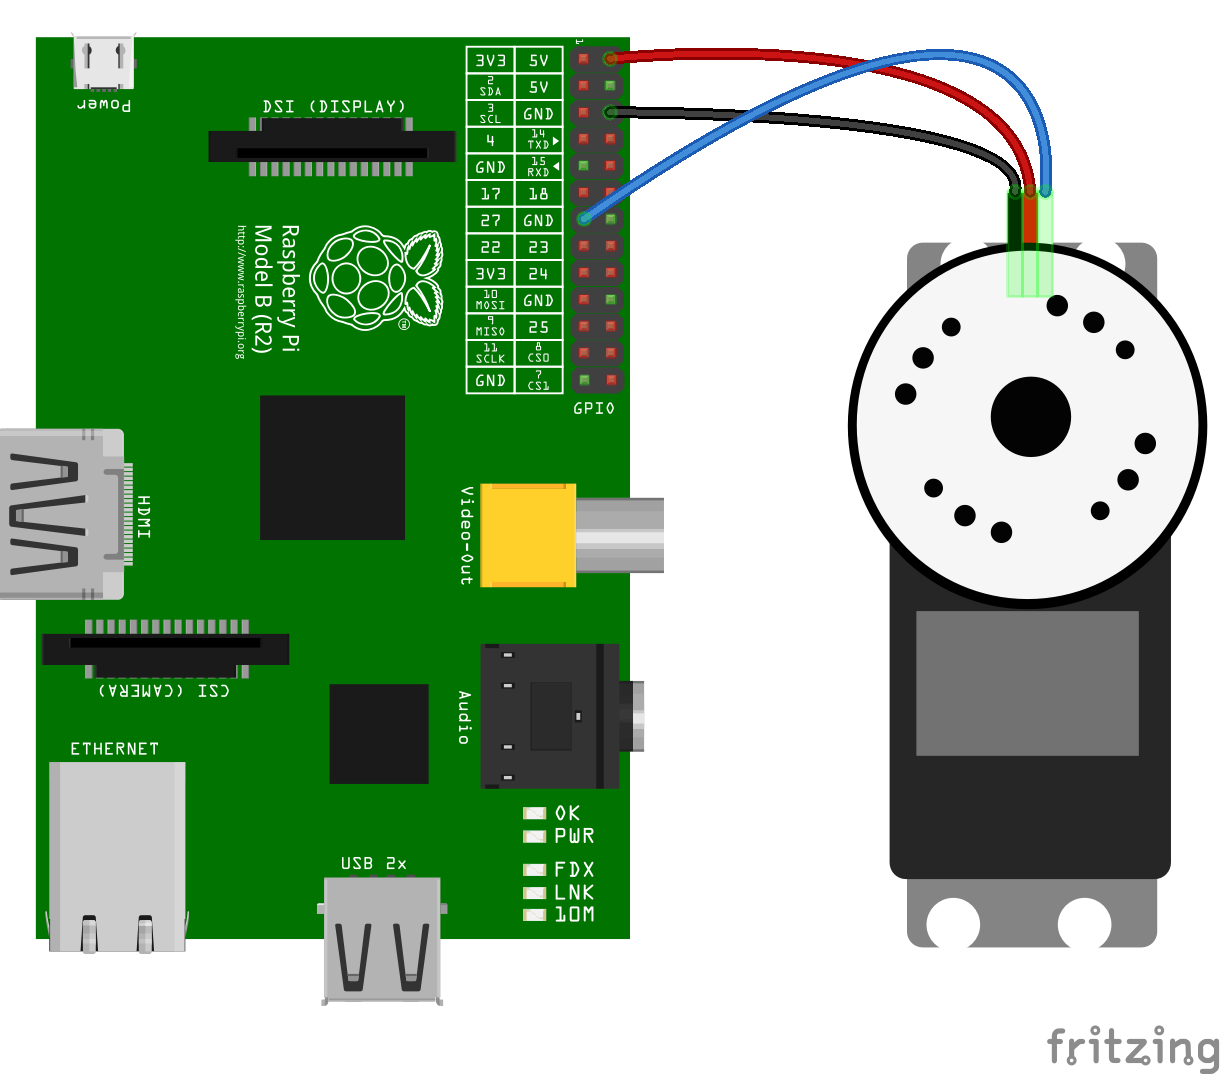 1
3V3 5V
2 SDA 5V
3 SCL GND
4 14 TXD
GND 15 RXD
17 18
27 GND
22 23
3V3 24
10 MOSI GND
9 MISO 25
11 SCLK 8 CS0
GND 7 CS1
GPIO
Power
DSI (DISPLAY)
Raspberry Pi
Model B (R2)
http://www.raspberrypi.org
TM
HDMI
Video-Out
CSI (CAMERA)
Audio
ETHERNET
OK
PWR
FDX
LNK
10M
USB 2x
fritzing